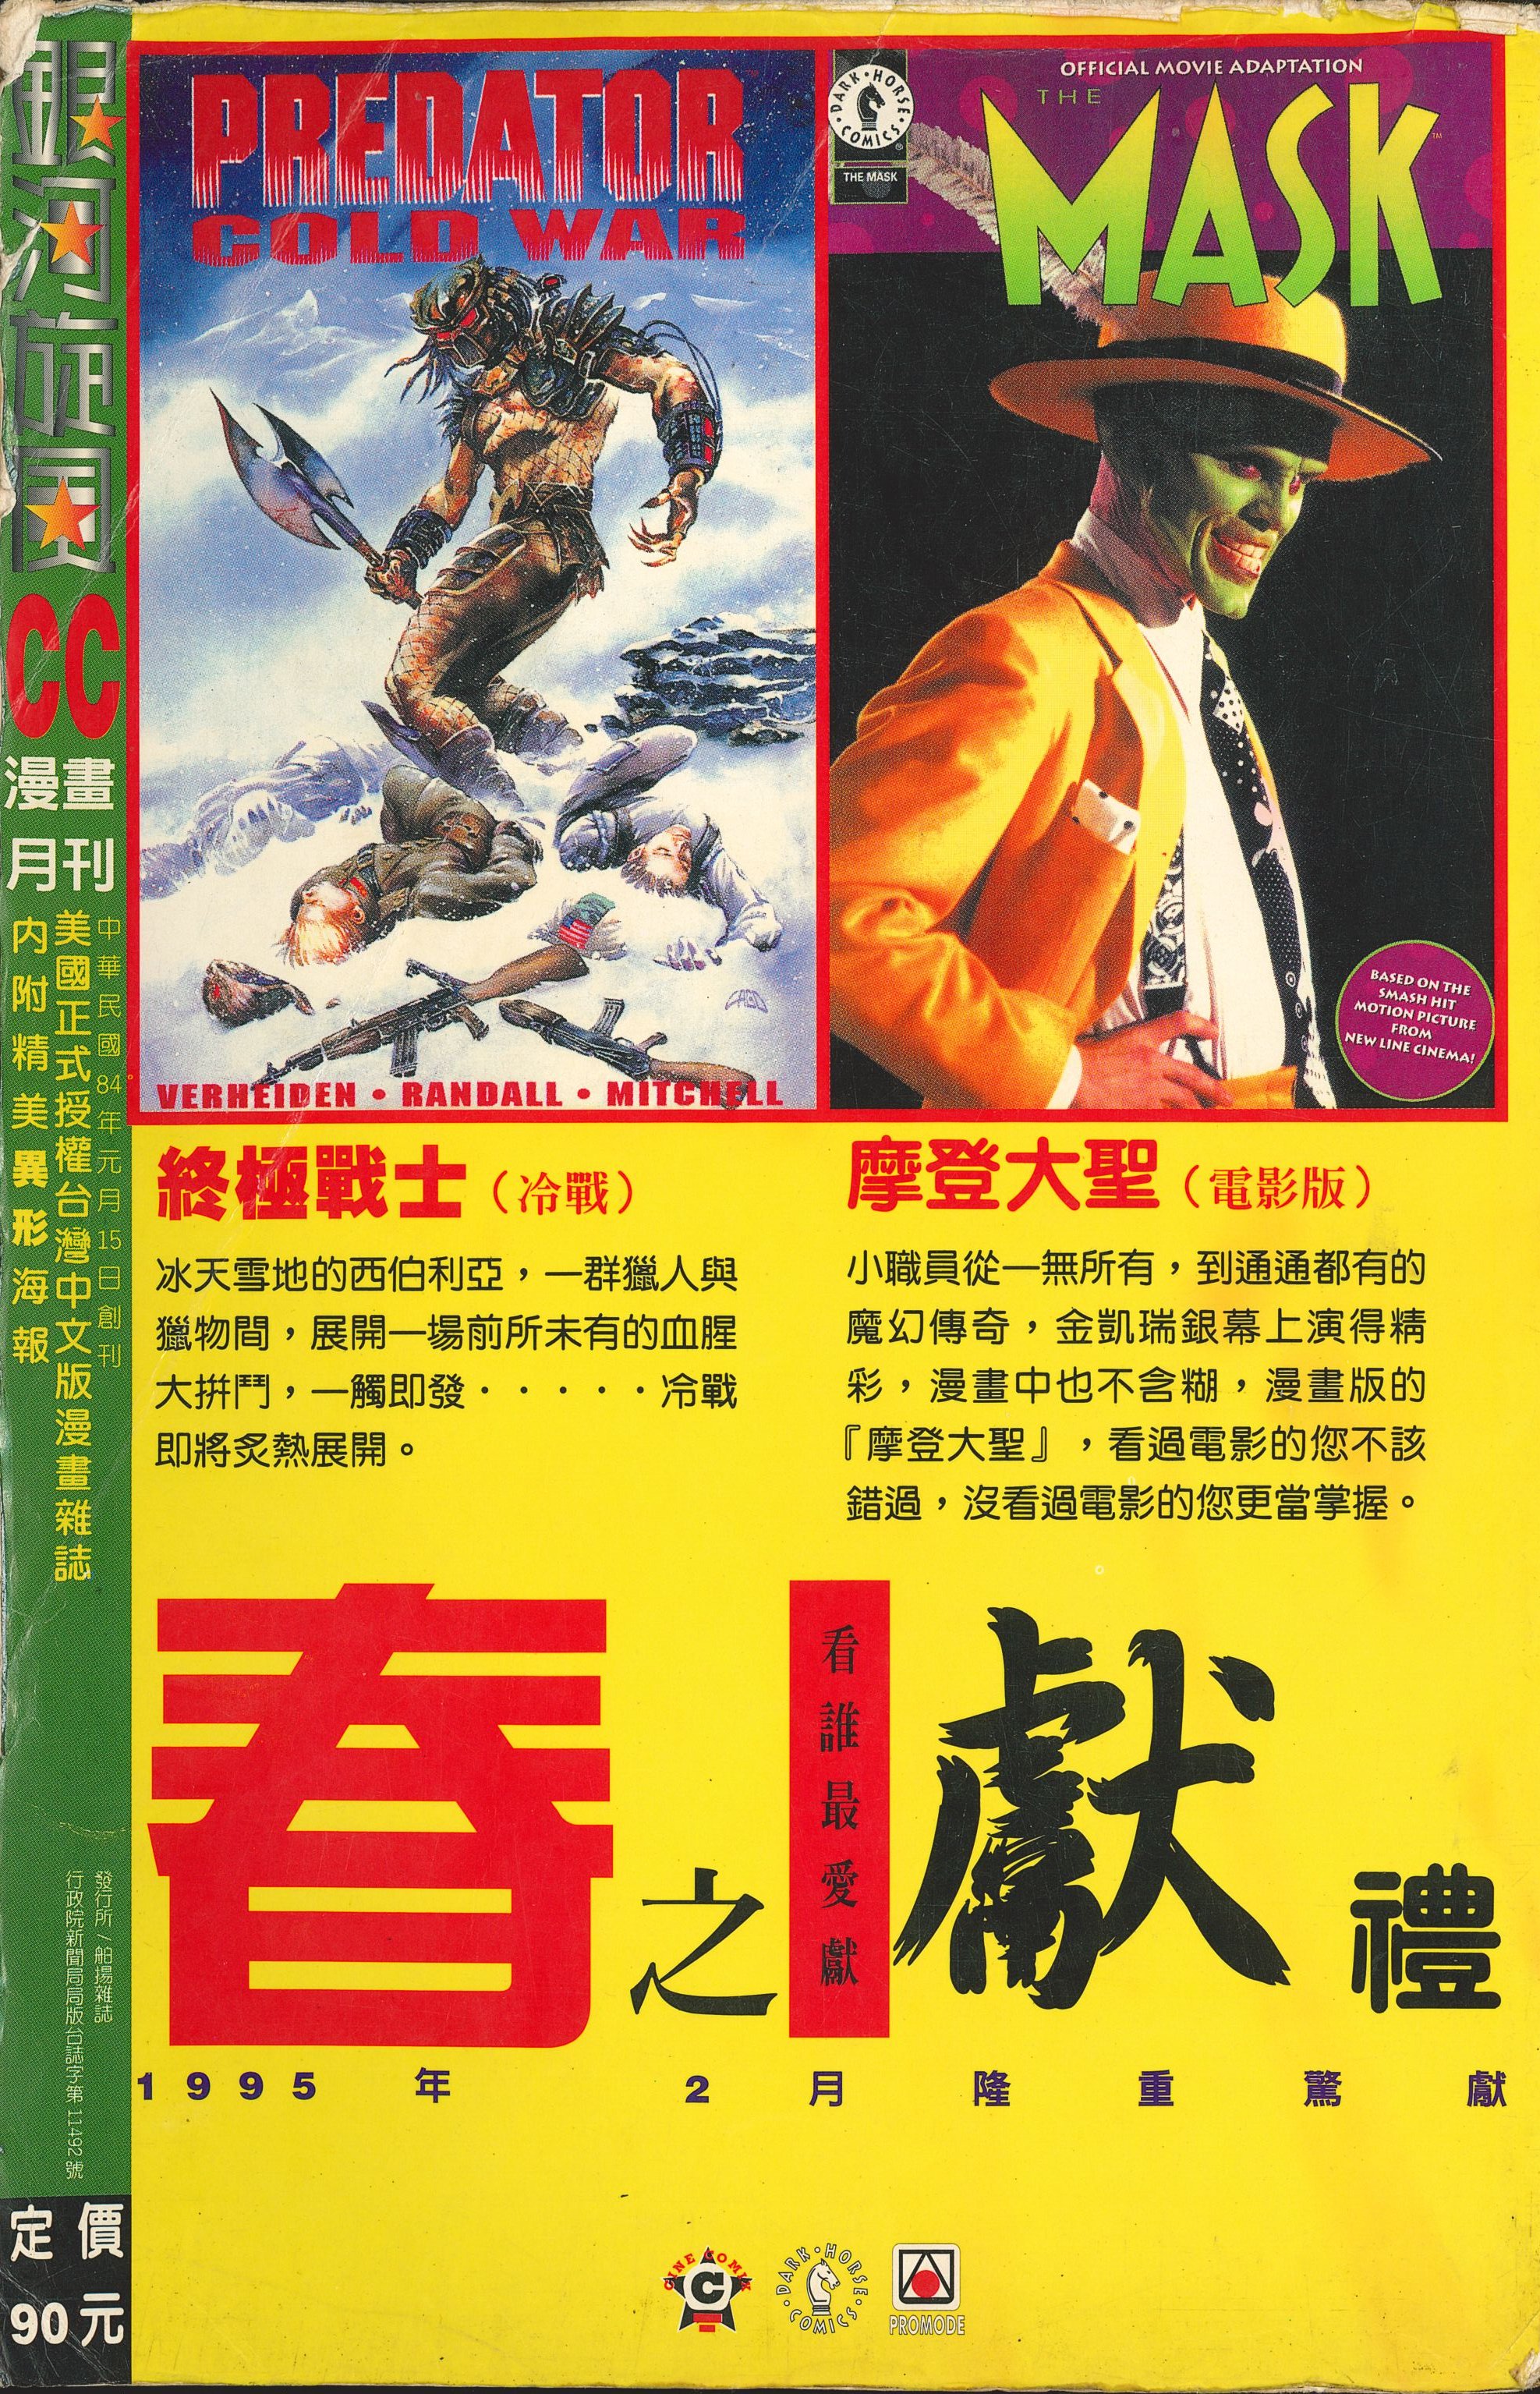 銀河旋風
CC
漫畫
月刊
中華民國84年元月15日創刊
美國正式授權台灣中文版漫畫雜誌
內附精美異形海報
發行所/船揚雜誌
行政院新聞局局版台誌字第11492號
定價
90元
PREDATOR
COLD WAR
VERHEIDEN • RANDALL • MITCHELL
DARK•HORSE•COMICS•
®
THE MASK
OFFICIAL MOVIE ADAPTATION
THE
MASK™
BASED ON THE
SMASH HIT
MOTION PICTURE
FROM
NEW LINE CINEMA!
終極戰士(冷戰)
冰天雪地的西伯利亞，一群獵人與
獵物間，展開一場前所未有的血腥
大拚鬥，一觸即發·····冷戰
即將炙熱展開。
摩登大聖(電影版)
小職員從一無所有，到通通都有的
魔幻傳奇，金凱瑞銀幕上演得精
彩，漫畫中也不含糊，漫畫版的
『摩登大聖』，看過電影的您不該
錯過，沒看過電影的您更當掌握。
春之獻禮
看誰最愛獻
1995年 2月隆重驚獻
CINE COMIX
C
DARK•HORSE•COMICS•
PROMODE